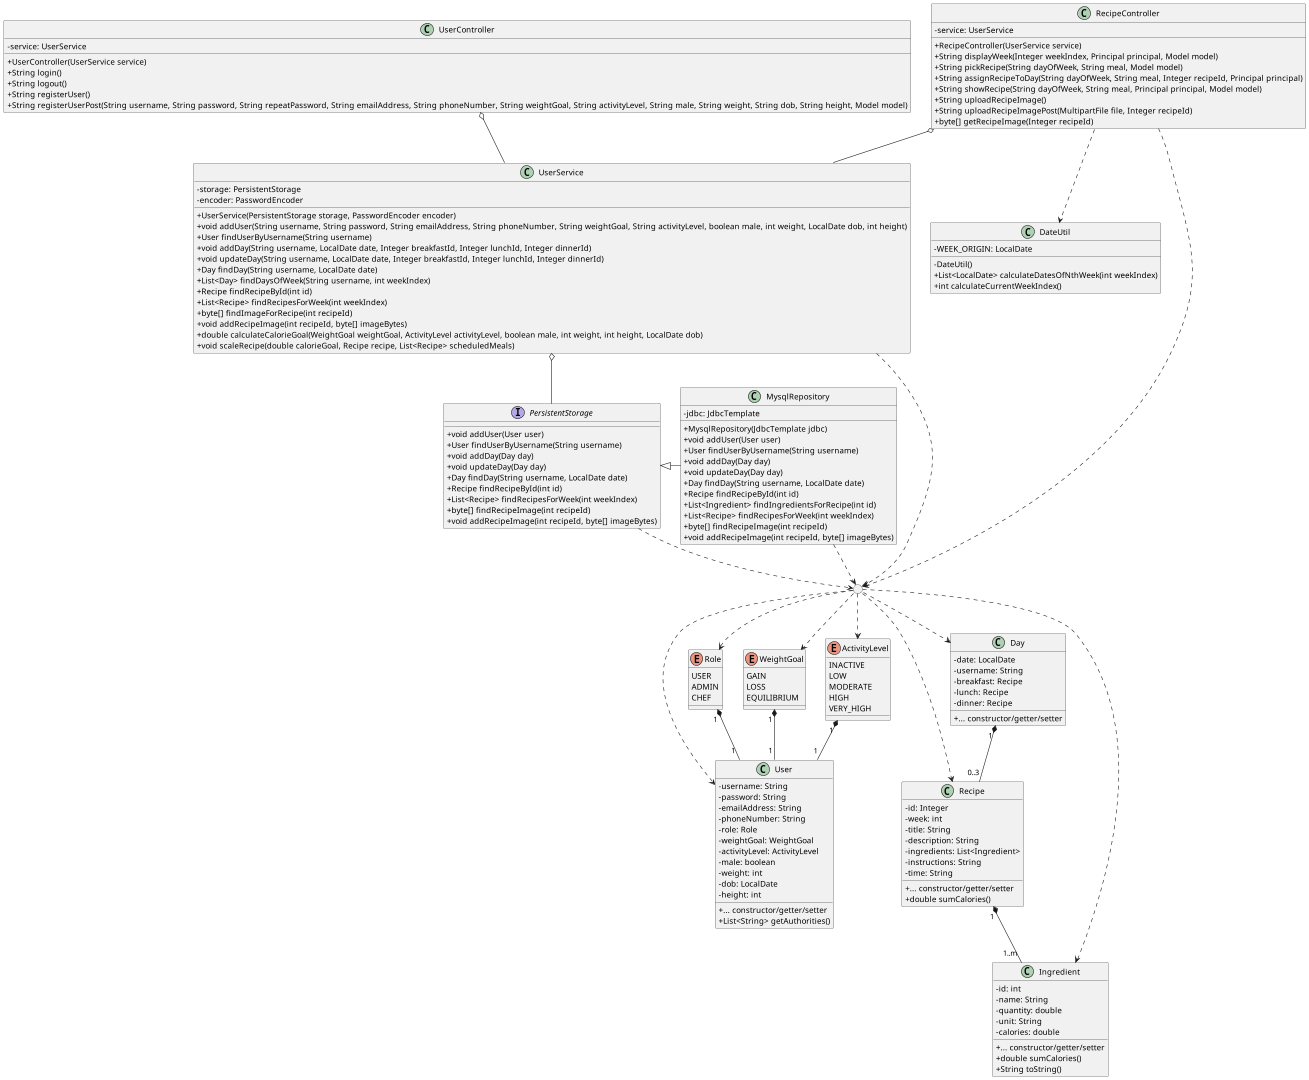 C UserController
-service: UserService
+UserController(UserService service)
+String login()
+String logout()
+String registerUser()
+String registerUserPost(String username, String password, String repeatPassword, String emailAddress, String phoneNumber, String weightGoal, String activityLevel, String male, String weight, String dob, String height, Model model)
C RecipeController
-service: UserService
+RecipeController(UserService service)
+String displayWeek(Integer weekIndex, Principal principal, Model model)
+String pickRecipe(String dayOfWeek, String meal, Model model)
+String assignRecipeToDay(String dayOfWeek, String meal, Integer recipeId, Principal principal)
+String showRecipe(String dayOfWeek, String meal, Principal principal, Model model)
+String uploadRecipeImage()
+String uploadRecipeImagePost(MultipartFile file, Integer recipeId)
+byte[] getRecipeImage(Integer recipeId)
C UserService
-storage: PersistentStorage
-encoder: PasswordEncoder
+UserService(PersistentStorage storage, PasswordEncoder encoder)
+void addUser(String username, String password, String emailAddress, String phoneNumber, String weightGoal, String activityLevel, boolean male, int weight, LocalDate dob, int height)
+User findUserByUsername(String username)
+void addDay(String username, LocalDate date, Integer breakfastId, Integer lunchId, Integer dinnerId)
+void updateDay(String username, LocalDate date, Integer breakfastId, Integer lunchId, Integer dinnerId)
+Day findDay(String username, LocalDate date)
+List<Day> findDaysOfWeek(String username, int weekIndex)
+Recipe findRecipeById(int id)
+List<Recipe> findRecipesForWeek(int weekIndex)
+byte[] findImageForRecipe(int recipeId)
+void addRecipeImage(int recipeId, byte[] imageBytes)
+double calculateCalorieGoal(WeightGoal weightGoal, ActivityLevel activityLevel, boolean male, int weight, int height, LocalDate dob)
+void scaleRecipe(double calorieGoal, Recipe recipe, List<Recipe> scheduledMeals)
C DateUtil
-WEEK_ORIGIN: LocalDate
-DateUtil()
+List<LocalDate> calculateDatesOfNthWeek(int weekIndex)
+int calculateCurrentWeekIndex()
I PersistentStorage
+void addUser(User user)
+User findUserByUsername(String username)
+void addDay(Day day)
+void updateDay(Day day)
+Day findDay(String username, LocalDate date)
+Recipe findRecipeById(int id)
+List<Recipe> findRecipesForWeek(int weekIndex)
+byte[] findRecipeImage(int recipeId)
+void addRecipeImage(int recipeId, byte[] imageBytes)
C MysqlRepository
-jdbc: JdbcTemplate
+MysqlRepository(JdbcTemplate jdbc)
+void addUser(User user)
+User findUserByUsername(String username)
+void addDay(Day day)
+void updateDay(Day day)
+Day findDay(String username, LocalDate date)
+Recipe findRecipeById(int id)
+List<Ingredient> findIngredientsForRecipe(int id)
+List<Recipe> findRecipesForWeek(int weekIndex)
+byte[] findRecipeImage(int recipeId)
+void addRecipeImage(int recipeId, byte[] imageBytes)
E Role
USER
ADMIN
CHEF
E WeightGoal
GAIN
LOSS
EQUILIBRIUM
E ActivityLevel
INACTIVE
LOW
MODERATE
HIGH
VERY_HIGH
C Day
-date: LocalDate
-username: String
-breakfast: Recipe
-lunch: Recipe
-dinner: Recipe
+... constructor/getter/setter
1
1
1
1
1
1
1
0..3
C User
-username: String
-password: String
-emailAddress: String
-phoneNumber: String
-role: Role
-weightGoal: WeightGoal
-activityLevel: ActivityLevel
-male: boolean
-weight: int
-dob: LocalDate
-height: int
+... constructor/getter/setter
+List<String> getAuthorities()
C Recipe
-id: Integer
-week: int
-title: String
-description: String
-ingredients: List<Ingredient>
-instructions: String
-time: String
+... constructor/getter/setter
+double sumCalories()
1
1..m
C Ingredient
-id: int
-name: String
-quantity: double
-unit: String
-calories: double
+... constructor/getter/setter
+double sumCalories()
+String toString()